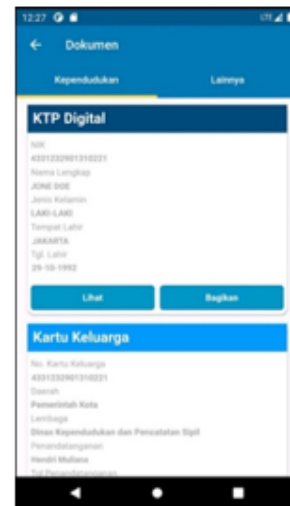 12:27
LTE
Dokumen
Kependudukan Lainnya
KTP Digital
NIK
4331232901310221
Nama Lengkap
JONE DOE
Jenis Kelamin
LAKI-LAKI
Tempat Lahir
JAKARTA
Tgl. Lahir
29-10-1992
Lihat Bagikan
Kartu Keluarga
No. Kartu Keluarga
4331232901310221
Daerah
Pemerintah Kota
Lembaga
Dinas Kependudukan dan Pencatatan Sipil
Penandatanganan
Hendri Muliana
Tgl Penandatanganan